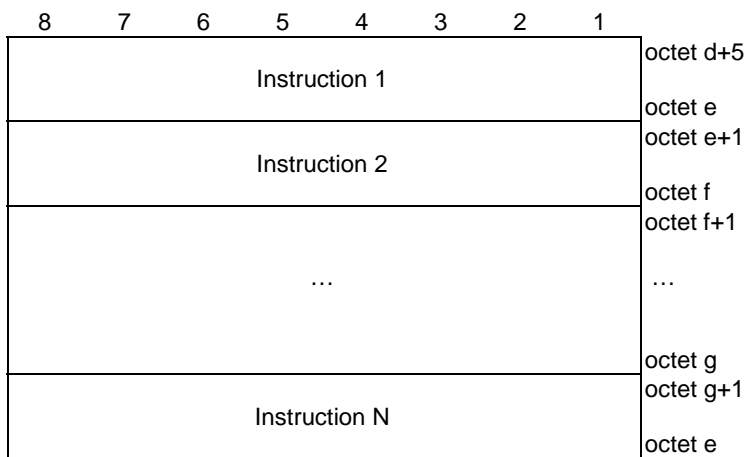 8 7 6 5 4 3 2 1
octet d+5
Instruction 1
octet e
octet e+1
Instruction 2
octet f
octet f+1
… …
octet g
octet g+1
Instruction N
octet e